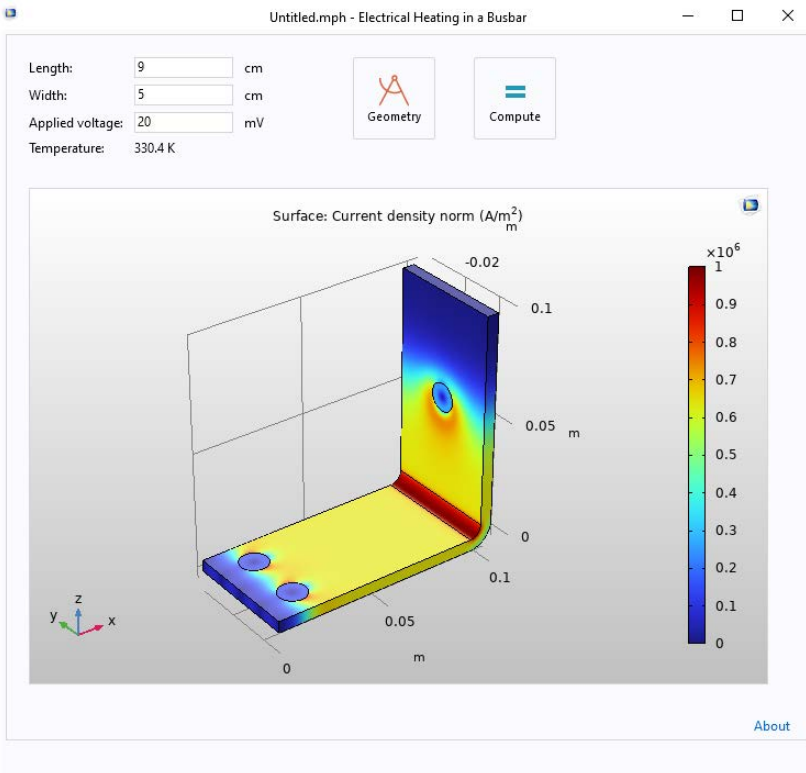 Untitled.mph - Electrical Heating in a Busbar
Length: 9 cm
Width: 5 cm
Applied voltage: 20 mV
Temperature: 330.4 K
Geometry
Compute
Surface: Current density norm (A/m²)
m
-0.02
0.1
0.05 m
0
0.1
0.05
m
0
z
y
x
×10⁶
1
0.9
0.8
0.7
0.6
0.5
0.4
0.3
0.2
0.1
0
About